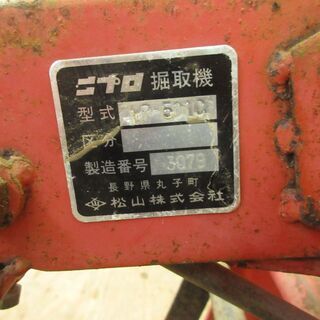 ニプロ 掘取機
型式
区分
製造番号 3079
長野県丸子町
松山株式会社